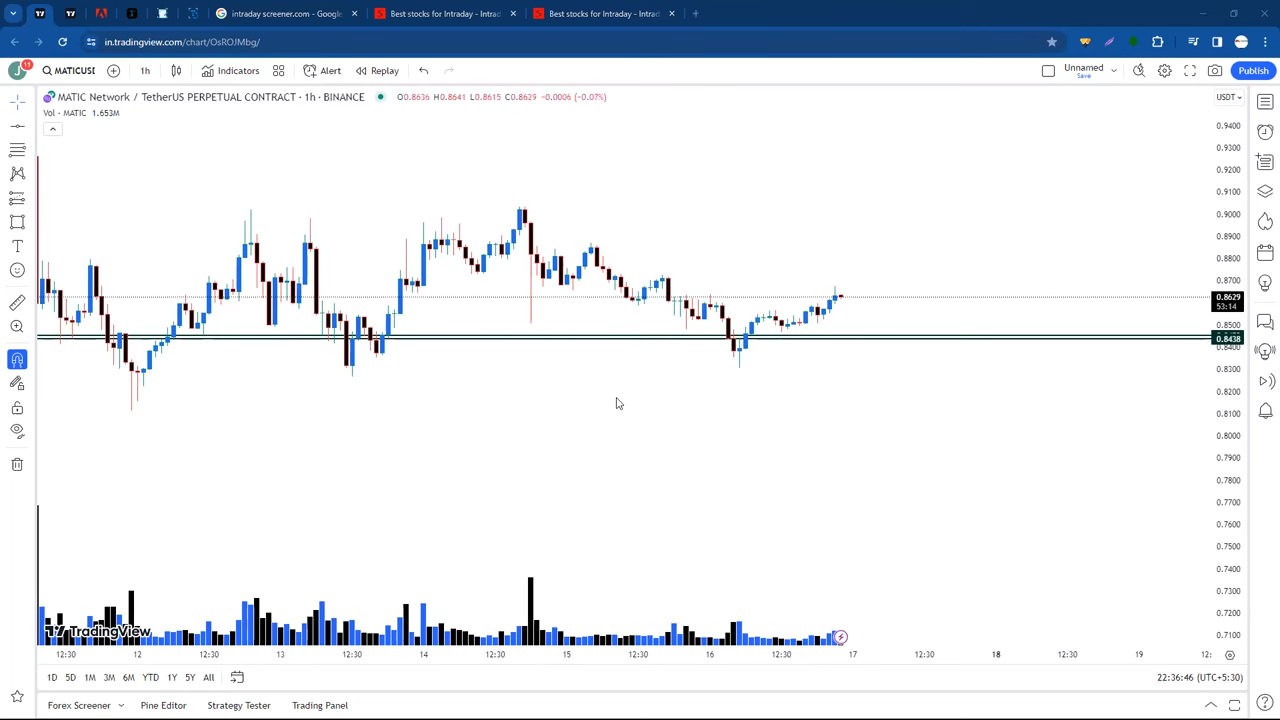 intraday screener.com - Google
Best stocks for Intraday - Intrad
Best stocks for Intraday - Intrad
in.tradingview.com/chart/OsROJMbg/
J
11
MATICUSI
1h
Indicators
Alert
Replay
Unnamed
Save
Publish
MATIC Network / TetherUS PERPETUAL CONTRACT · 1h · BINANCE
O0.8636 H0.8641 L0.8615 C0.8629 -0.0006 (-0.07%)
USDT
Vol · MATIC 1.653M
0.9400
0.9300
0.9200
0.9100
0.9000
0.8900
0.8800
0.8700
0.8629
53:14
0.8500
0.8438
0.8400
0.8300
0.8200
0.8100
0.8000
0.7900
0.7800
0.7700
0.7600
0.7500
0.7400
0.7300
0.7200
0.7100
TradingView
12:30 12 12:30 13 12:30 14 12:30 15 12:30 16 12:30 17 12:30 18 12:30 19 12:
1D 5D 1M 3M 6M YTD 1Y 5Y All
22:36:46 (UTC+5:30)
Forex Screener Pine Editor Strategy Tester Trading Panel